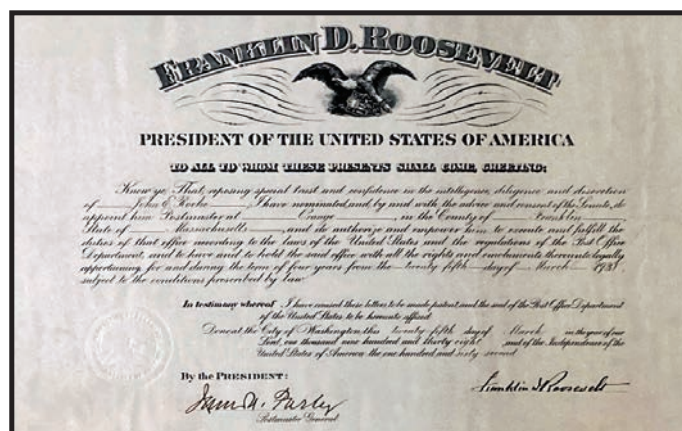 FRANKLIN D. ROOSEVELT
PRESIDENT OF THE UNITED STATES OF AMERICA
TO ALL TO WHOM THESE PRESENTS SHALL COME, GREETING:
Know ye, That, reposing special trust and confidence in the intelligence, diligence and discretion
of John E. Roche, I have nominated, and, by and with the advice and consent of the Senate, do
appoint him Postmaster at Orange, in the County of Franklin
State of Massachusetts, and do authorize and empower him to execute and fulfill the
duties of that office according to the laws of the United States and the regulations of the Post Office
Department, and to have and to hold the said office with all the rights and emoluments thereunto legally
appertaining, for and during the term of four years from the twenty fifth day of March 1938
subject to the conditions prescribed by law.
In testimony whereof I have caused these letters to be made patent, and the seal of the Post Office Department
of the United States to be hereunto affixed.
Done at the City of Washington this twenty fifth day of March in the year of our
Lord, one thousand nine hundred and thirty eight, and of the Independence of the
United States of America the one hundred and sixty second
By the PRESIDENT:
Franklin D Roosevelt
James A. Farley
Postmaster General